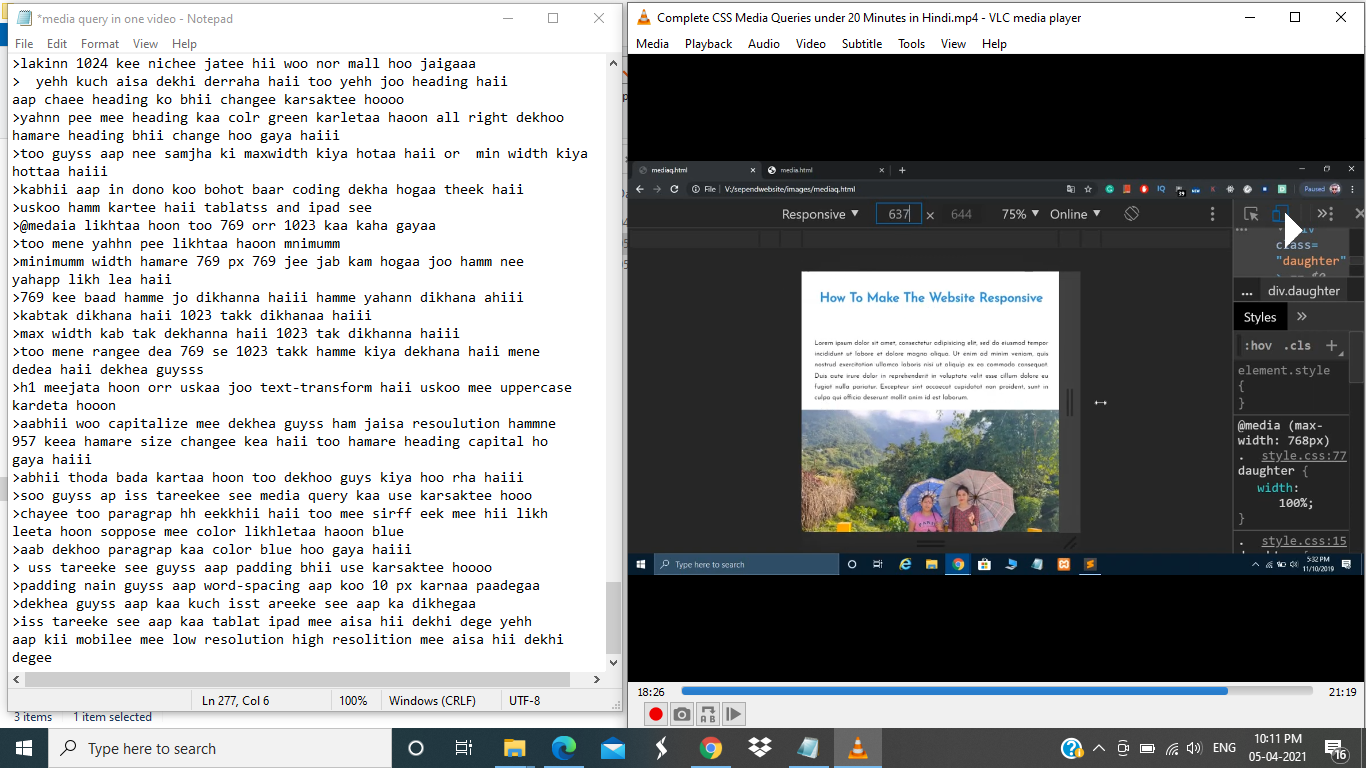 *media query in one video - Notepad
File Edit Format View Help
>lakinn 1024 kee nichee jatee hii woo nor mall hoo jaigaaa
>  yehh kuch aisa dekhi derraha haii too yehh joo heading haii
aap chaee heading ko bhii changee karsaktee hoooo
>yahnn pee mee heading kaa colr green karletaa haoon all right dekhoo
hamare heading bhii change hoo gaya haiii
>too guyss aap nee samjha ki maxwidth kiya hotaa haii or  min width kiya
hottaa haiii
>kabhii aap in dono koo bohot baar coding dekha hogaa theek haii
>uskoo hamm kartee haii tablatss and ipad see
>@medaia likhtaa hoon too 769 orr 1023 kaa kaha gayaa
>too mene yahhn pee likhtaa haoon mnimumm
>minimumm width hamare 769 px 769 jee jab kam hogaa joo hamm nee
yahapp likh lea haii
>769 kee baad hamme jo dikhanna haiii hamme yahann dikhana ahiii
>kabtak dikhana haii 1023 takk dikhanaa haiii
>max width kab tak dekhanna haii 1023 tak dikhanna haiii
>too mene rangee dea 769 se 1023 takk hamme kiya dekhana haii mene
dedea haii dekhea guysss
>h1 meejata hoon orr uskaa joo text-transform haii uskoo mee uppercase
kardeta hooon
>aabhii woo capitalize mee dekhea guyss ham jaisa resoulution hammne
957 keea hamare size changee kea haii too hamare heading capital ho
gaya haiii
>abhii thoda bada kartaa hoon too dekhoo guys kiya hoo rha haiii
>soo guyss ap iss tareekee see media query kaa use karsaktee hooo
>chayee too paragrap hh eekkhii haii too mee sirff eek mee hii likh
leeta hoon soppose mee color likhletaa haoon blue
>aab dekhoo paragrap kaa color blue hoo gaya haiii
> uss tareeke see guyss aap padding bhii use karsaktee hoooo
>padding nain guyss aap word-spacing aap koo 10 px karnaa paadegaa
>dekhea guyss aap kaa kuch isst areeke see aap ka dikhegaa
>iss tareeke see aap kaa tablat ipad mee aisa hii dekhi dege yehh
aap kii mobilee mee low resolution high resolition mee aisa hii dekhi
degee
Ln 277, Col 6 100% Windows (CRLF) UTF-8
3 items 1 item selected
Complete CSS Media Queries under 20 Minutes in Hindi.mp4 - VLC media player
Media Playback Audio Video Subtitle Tools View Help
mediaq.html media.html
File V:/sependwebsite/images/mediaq.html Paused
Responsive 637 × 644 75% Online
class=
"daughter"
... div.daughter
Styles
:hov .cls +
element.style
{
}
@media (max-
width: 768px)
. style.css:77
daughter {
width:
100%;
}
. style.css:15
How To Make The Website Responsive
Lorem ipsum dolor sit amet, consectetur adipisicing elit, sed do eiusmod tempor
incididunt ut labore et dolore magna aliqua. Ut enim ad minim veniam, quis
nostrud exercitation ullamco laboris nisi ut aliquip ex ea commodo consequat.
Duis aute irure dolor in reprehenderit in voluptate velit esse cillum dolore eu
fugiat nulla pariatur. Excepteur sint occaecat cupidatat non proident, sunt in
culpa qui officia deserunt mollit anim id est laborum.
Type here to search
5:32 PM
11/10/2019
18:26 21:19
Type here to search
ENG
10:11 PM
05-04-2021
16